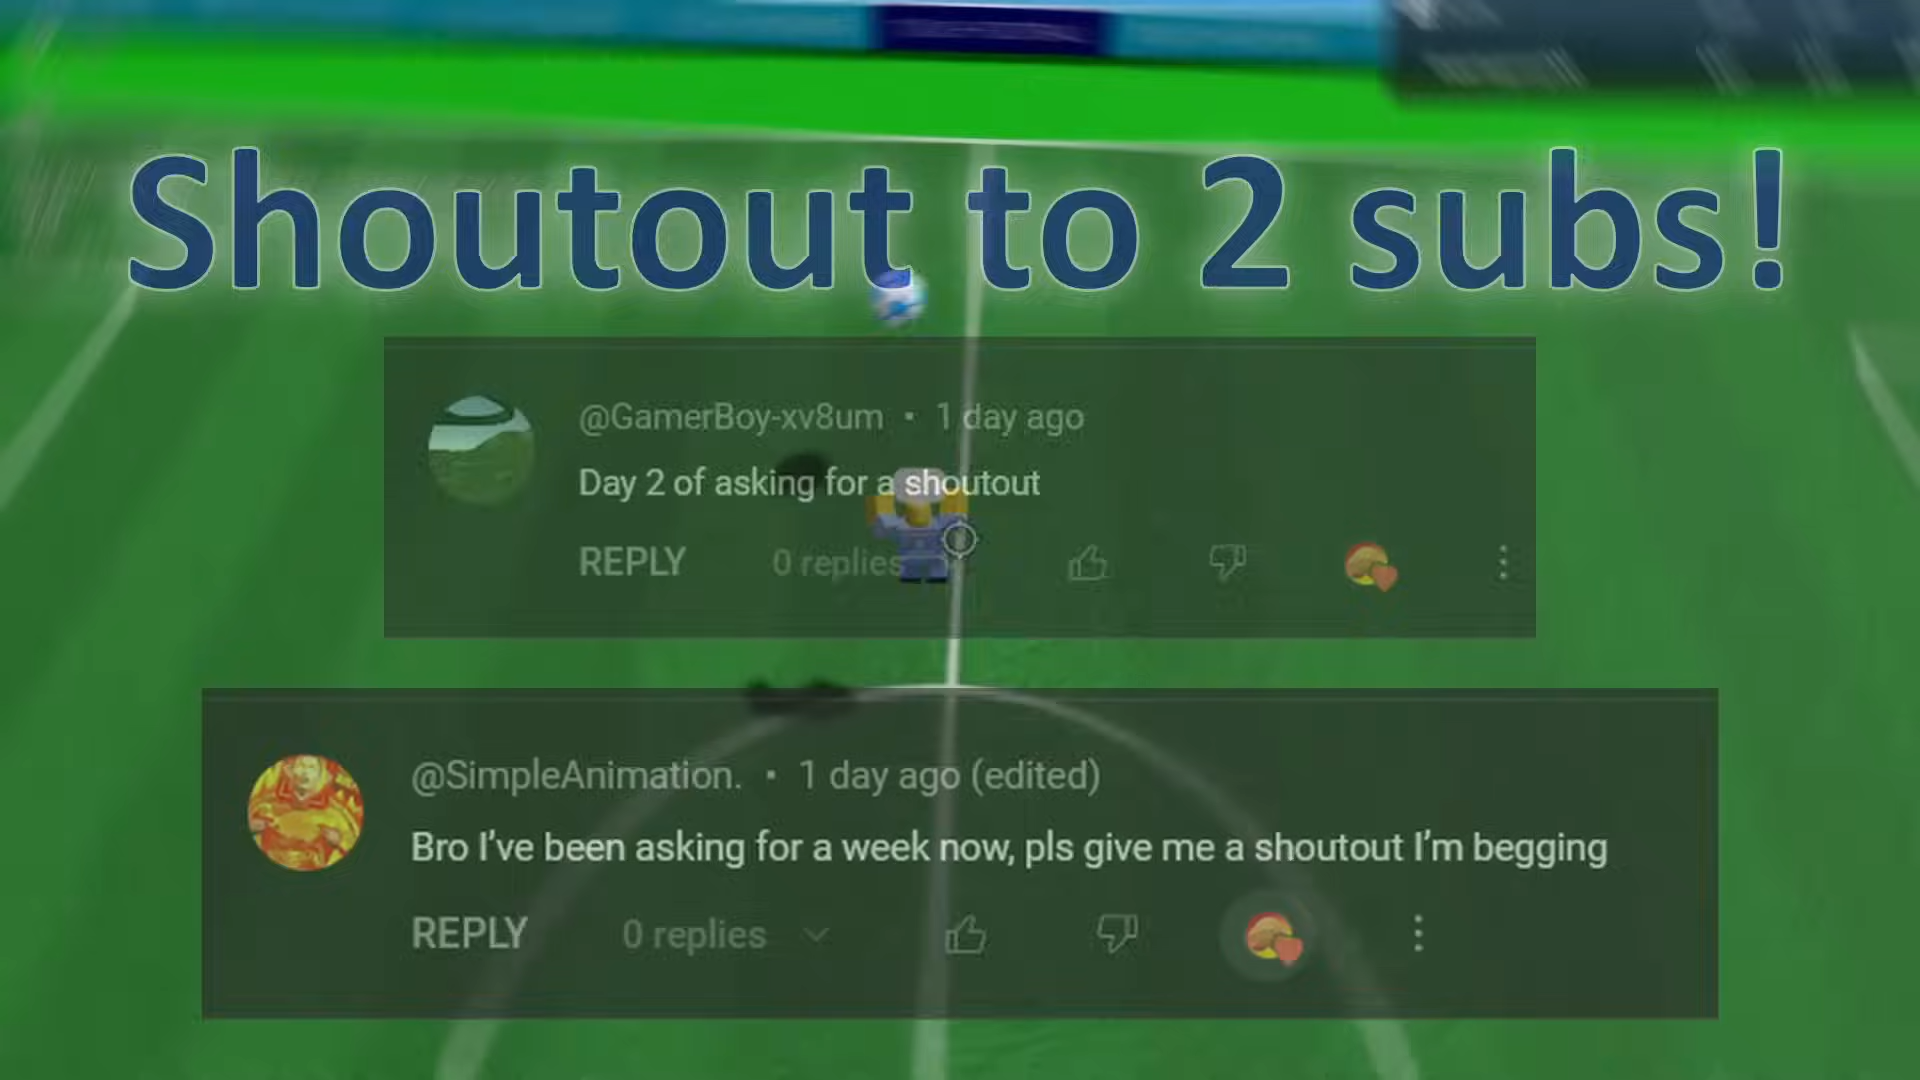 Shoutout to 2 subs!
@GamerBoy-xv8um • 1 day ago
Day 2 of asking for a shoutout
REPLY 0 replies
@SimpleAnimation. • 1 day ago (edited)
Bro I’ve been asking for a week now, pls give me a shoutout I’m begging
REPLY 0 replies